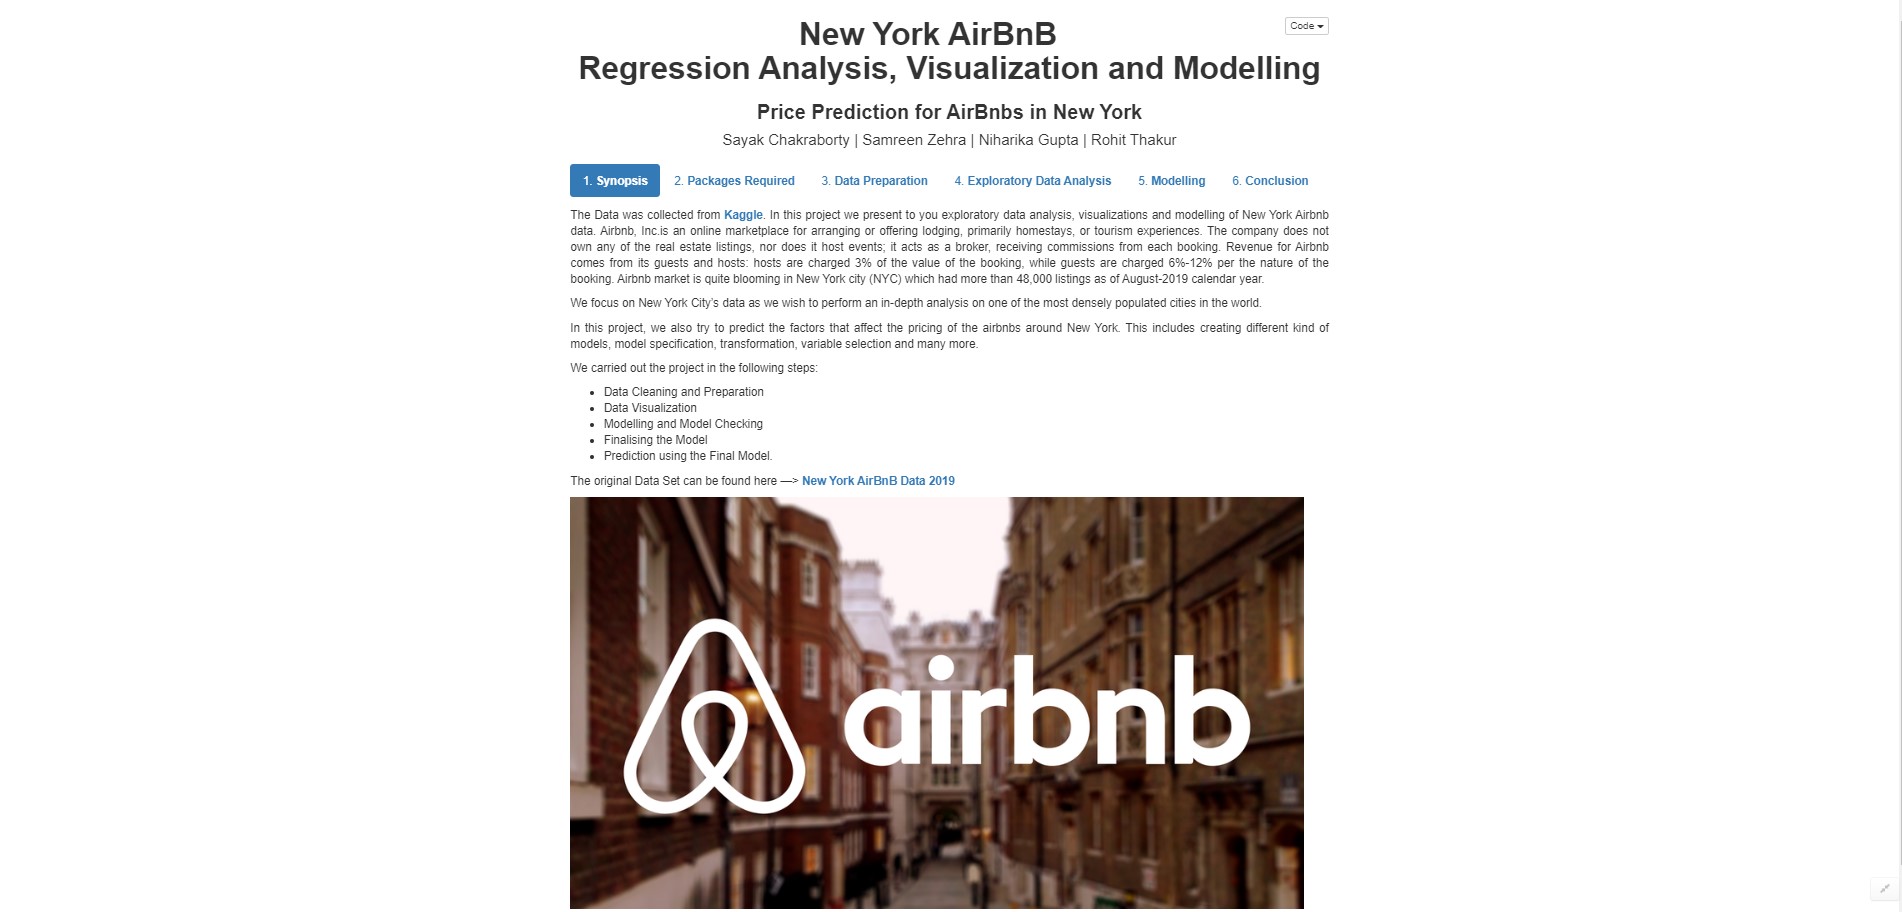 Code
New York AirBnB
Regression Analysis, Visualization and Modelling
Price Prediction for AirBnbs in New York
Sayak Chakraborty | Samreen Zehra | Niharika Gupta | Rohit Thakur
1. Synopsis 2. Packages Required 3. Data Preparation 4. Exploratory Data Analysis 5. Modelling 6. Conclusion
The Data was collected from Kaggle. In this project we present to you exploratory data analysis, visualizations and modelling of New York Airbnb
data. Airbnb, Inc.is an online marketplace for arranging or offering lodging, primarily homestays, or tourism experiences. The company does not
own any of the real estate listings, nor does it host events; it acts as a broker, receiving commissions from each booking. Revenue for Airbnb
comes from its guests and hosts: hosts are charged 3% of the value of the booking, while guests are charged 6%-12% per the nature of the
booking. Airbnb market is quite blooming in New York city (NYC) which had more than 48,000 listings as of August-2019 calendar year.
We focus on New York City's data as we wish to perform an in-depth analysis on one of the most densely populated cities in the world.
In this project, we also try to predict the factors that affect the pricing of the airbnbs around New York. This includes creating different kind of
models, model specification, transformation, variable selection and many more.
We carried out the project in the following steps:
• Data Cleaning and Preparation
• Data Visualization
• Modelling and Model Checking
• Finalising the Model
• Prediction using the Final Model.
The original Data Set can be found here —> New York AirBnB Data 2019
airbnb